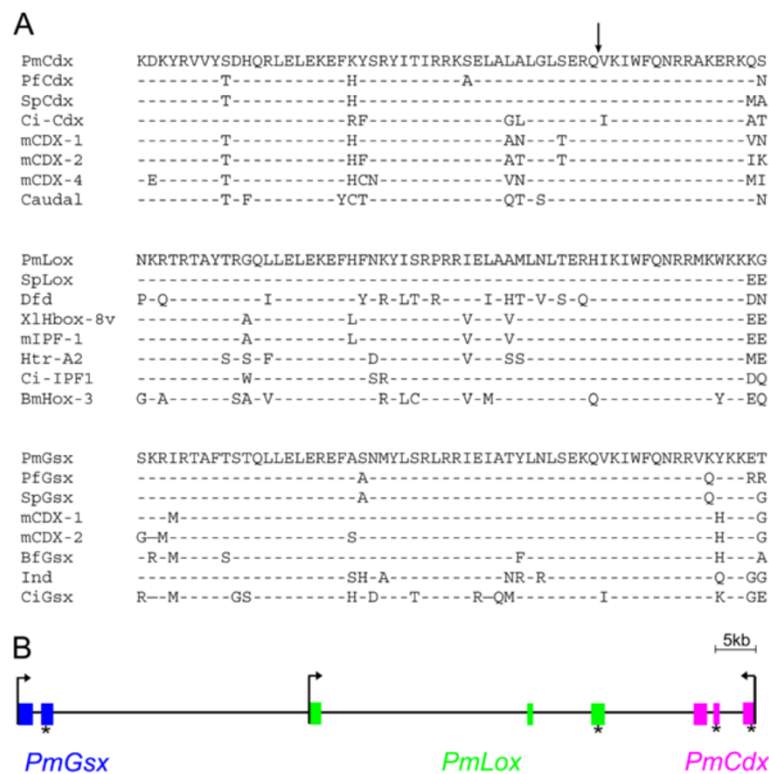 A
PmCdx KDKYRVVYSDHQRLELEKEFKYSRYITIRRKSELALALGLSERQVKIWFQNRRAKERKQS
PfCdx --------T-----------H----------A---------------------------N
SpCdx --------T-----------H-------------------------------------MA
Ci-Cdx --------------------RF-------------GL-------I-------------AT
mCDX-1 --------T-----------H--------------AN---T-----------------VN
mCDX-2 --------T-----------HF-------------AT---T-----------------IK
mCDX-4 -E------T-----------HCN------------VN---------------------MI
Caudal --------T-F--------YCT-------------QT-S--------------------N
PmLox NKRTRTAYTRGQLLELEKEFHFNKYISRPRRIELAAMLNLTERHIKIWFQNRRMKWKKKG
SpLox ----------------------------------------------------------EE
Dfd P-Q---------I--------Y-R-LT-R----I-HT-V-S-Q---------------DN
XlHbox-8v ----------A---------L----------V---V----------------------EE
mIPF-1 ----------A---------L----------V---V----------------------EE
Htr-A2 --------S-S-F---------D--------V---SS---------------------ME
Ci-IPF1 ----------W-----------SR----------------------------------DQ
BmHox-3 G-A------SA-V----------R-LC----V-M---------Q-----------Y--EQ
PmGsx SKRIRTAFTSTQLLELEREFASNMYLSRLRRIEIATYLNLSEKQVKIWFQNRRVKYKKET
PfGsx ---------------------A--------------------------------Q---RR
SpGsx ---------------------A--------------------------------Q----G
mCDX-1 ---M---------------------------------------------------H---G
mCDX-2 G—M-----------------S----------------------------------H---G
BfGsx -R-M----S---------------------------F------------------H---A
Ind --------------------SH-A-----------NR-R----------------Q--GG
CiGsx R—M-----GS---------H-D---T-----R—QM--------I----------K--GE
B
5kb
* * * *
PmGsx PmLox PmCdx